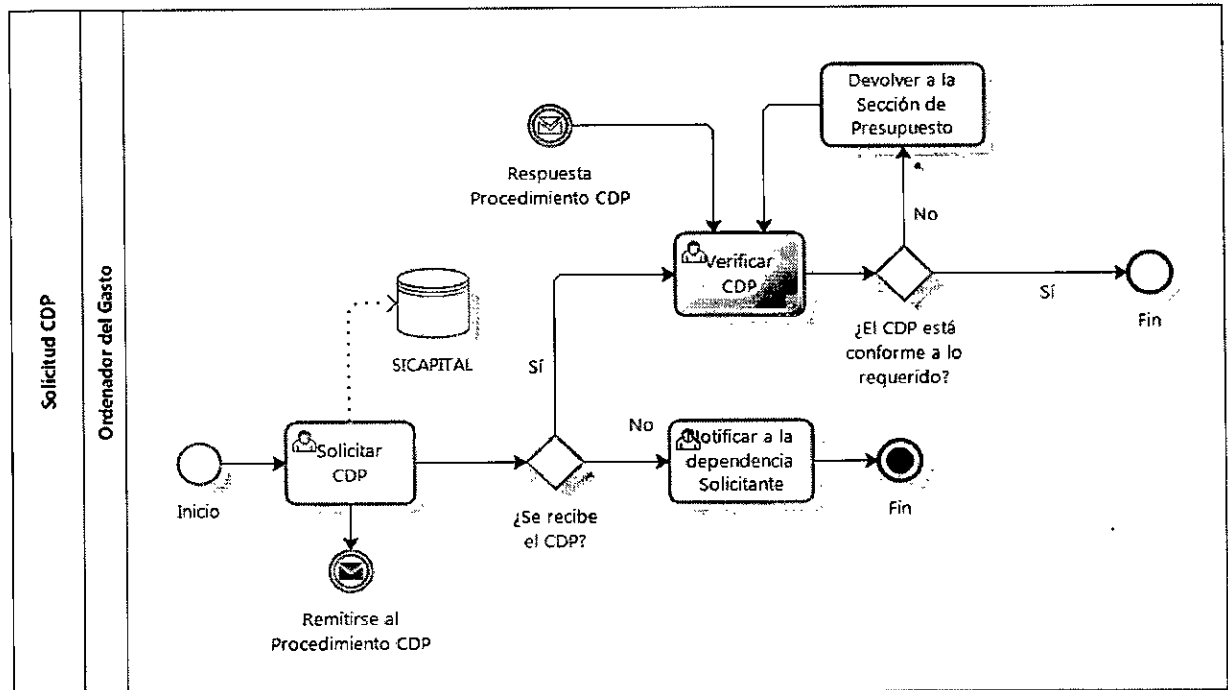 Solicitud CDP
Ordenador del Gasto
Devolver a la
Sección de
Presupuesto
Respuesta
Procedimiento CDP
No
Verificar
CDP
Sí
Fin
¿El CDP está
conforme a lo
requerido?
SICAPITAL
Sí
Solicitar
CDP
No
Notificar a la
dependencia
Solicitante
Inicio
¿Se recibe
el CDP?
Fin
Remitirse al
Procedimiento CDP